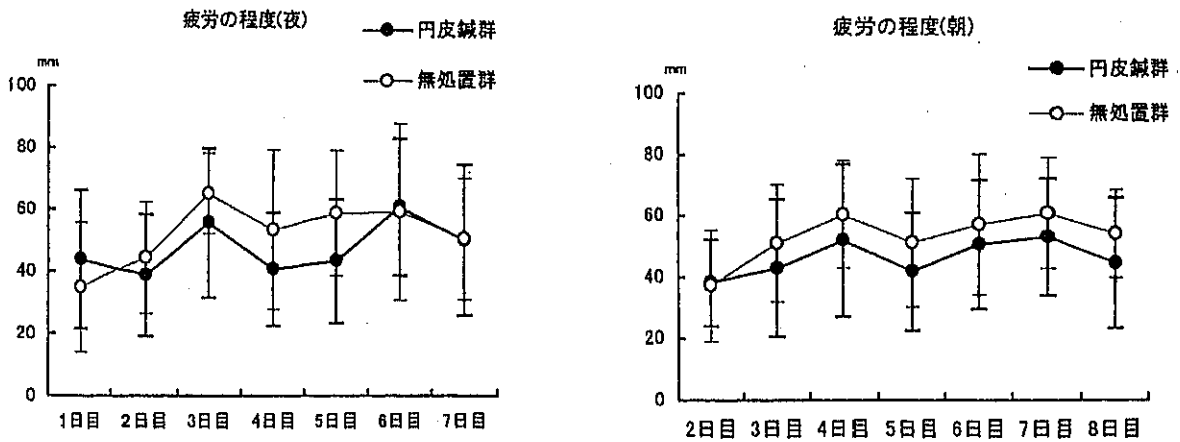 疲労の程度(夜)
円皮鍼群
無処置群
mm
100
80
60
40
20
0
1日目 2日目 3日目 4日目 5日目 6日目 7日目
疲労の程度(朝)
円皮鍼群
無処置群
mm
100
80
60
40
20
0
2日目 3日目 4日目 5日目 6日目 7日目 8日目